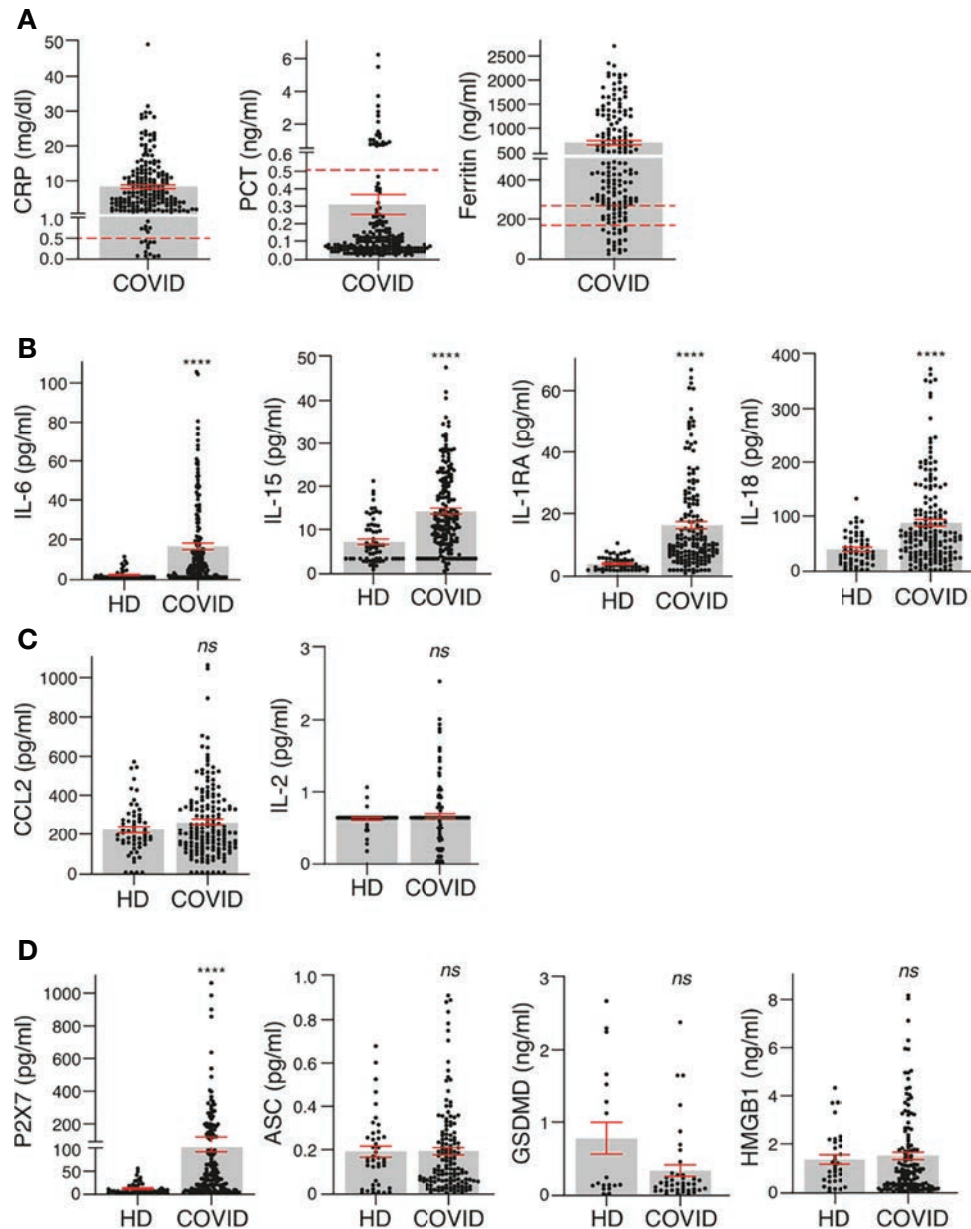 A
CRP (mg/dl)
50
40
30
20
10
1.0
0.5
0.0
COVID
PCT (ng/ml)
6
4
2
0.6
0.5
0.4
0.3
0.2
0.1
0.0
COVID
Ferritin (ng/ml)
2500
2000
1500
1000
500
400
200
0
COVID
B
IL-6 (pg/ml)
100
80
60
40
20
0
****
HD COVID
IL-15 (pg/ml)
50
40
30
20
10
0
****
HD COVID
IL-1RA (pg/ml)
60
40
20
0
****
HD COVID
IL-18 (pg/ml)
400
300
200
100
0
****
HD COVID
C
CCL2 (pg/ml)
1000
800
600
400
200
0
ns
HD COVID
IL-2 (pg/ml)
3
2
1
0
ns
HD COVID
D
P2X7 (pg/ml)
1000
800
600
400
200
100
50
0
****
HD COVID
ASC (pg/ml)
1.0
0.8
0.6
0.4
0.2
0
ns
HD COVID
GSDMD (ng/ml)
3
2
1
0
ns
HD COVID
HMGB1 (ng/ml)
8
6
4
2
0
ns
HD COVID